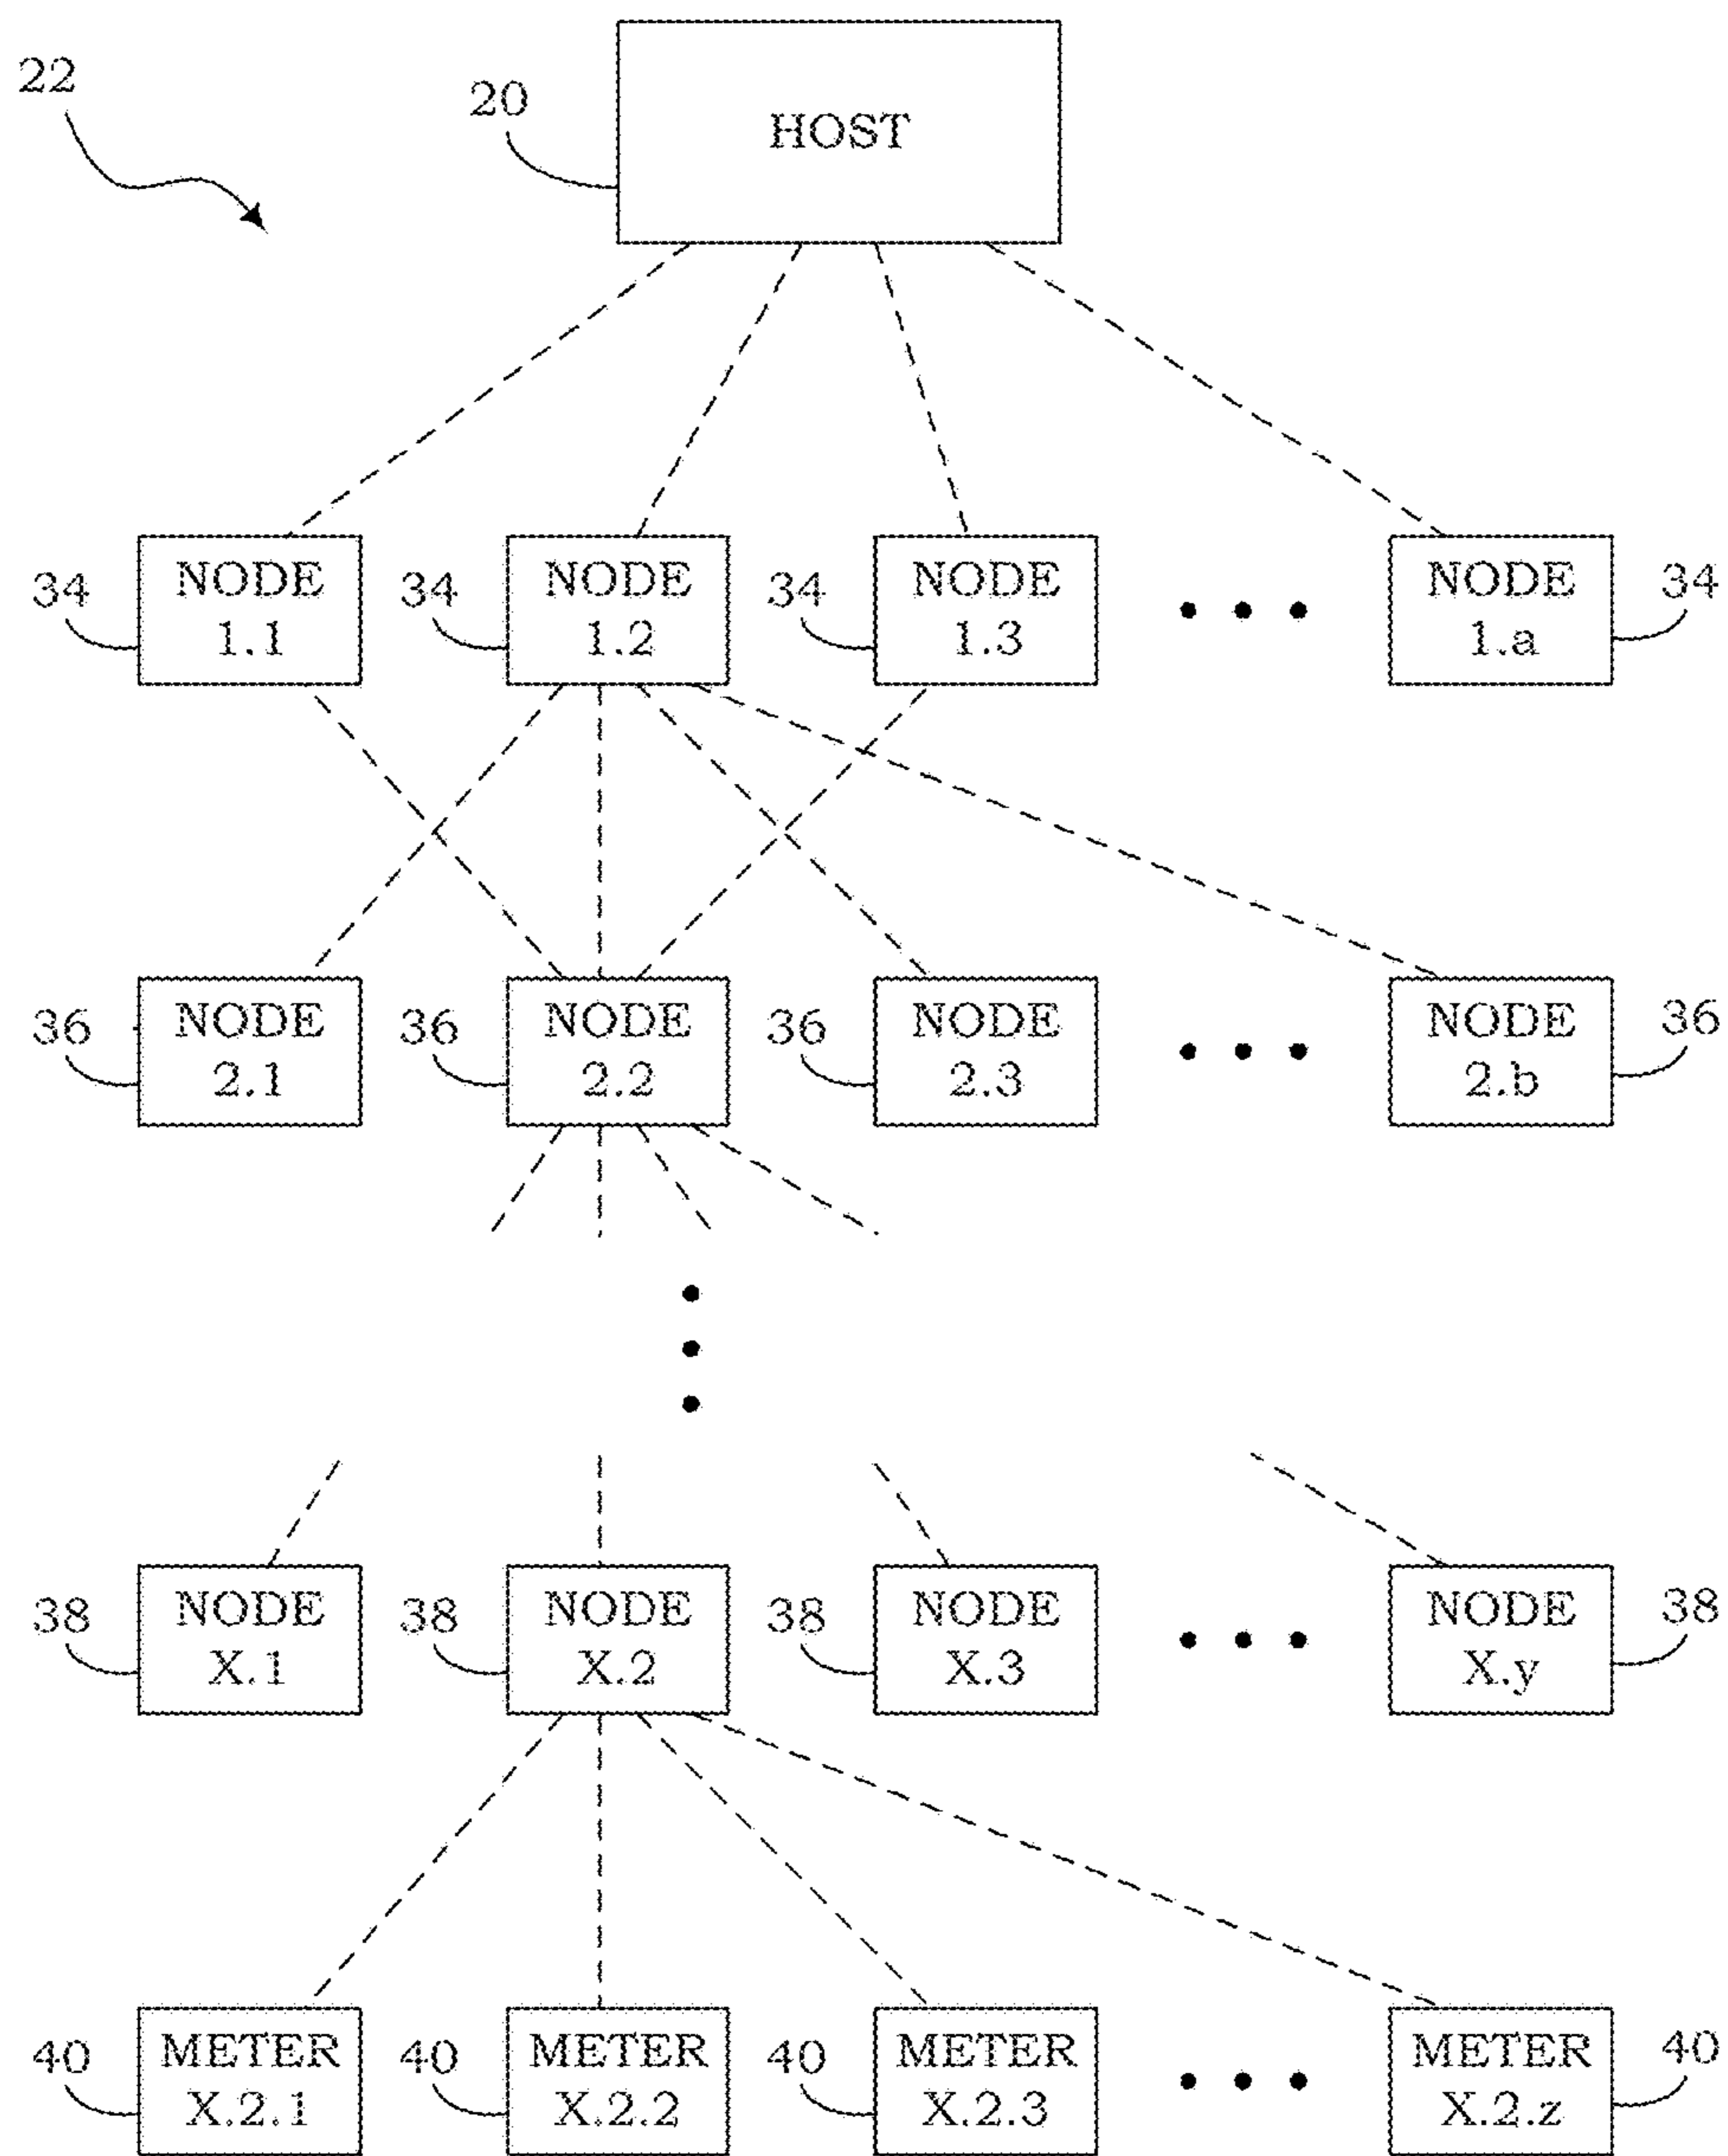 22
20
HOST
34
NODE
1.1
34
NODE
1.2
34
NODE
1.3
NODE
1.a
34
36
NODE
2.1
36
NODE
2.2
36
NODE
2.3
NODE
2.b
36
38
NODE
X.1
38
NODE
X.2
38
NODE
X.3
NODE
X.y
38
40
METER
X.2.1
40
METER
X.2.2
40
METER
X.2.3
METER
X.2.z
40